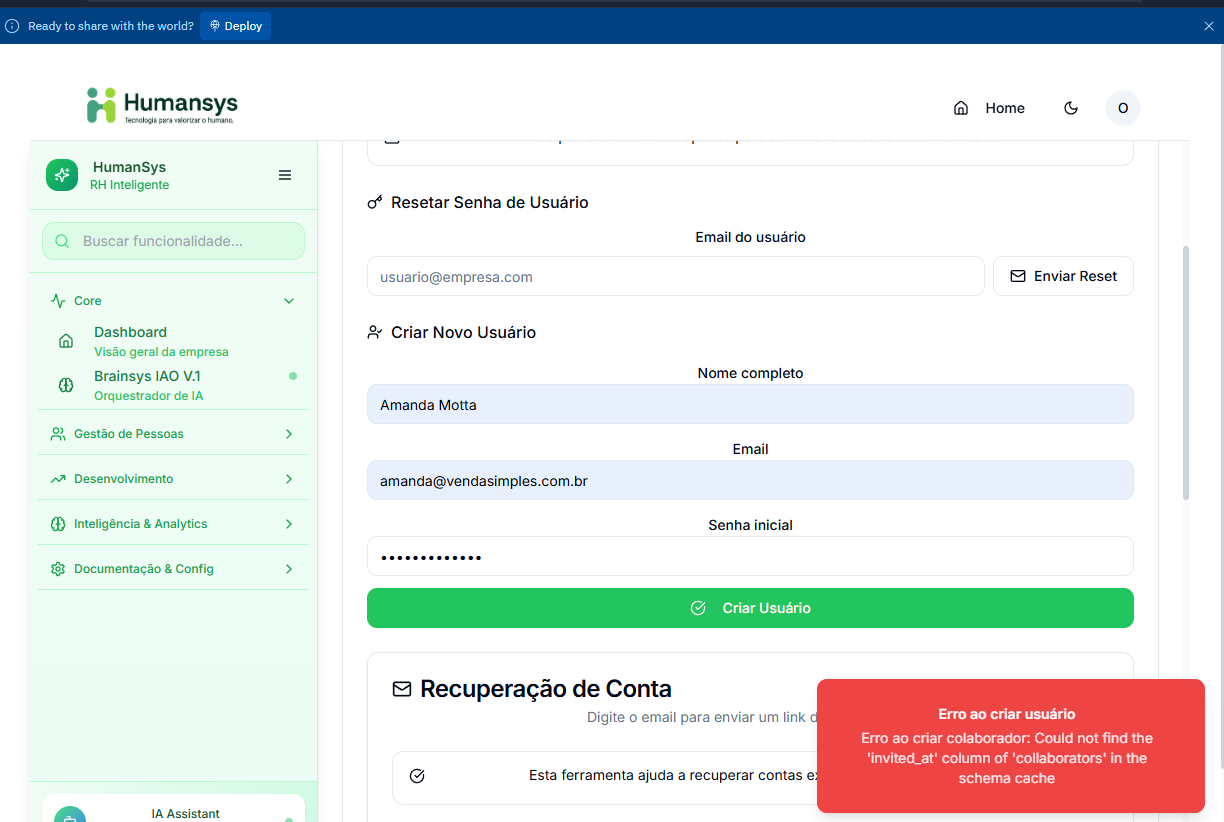 Ready to share with the world?
Deploy
Humansys
Tecnologia para valorizar o humano.
Home
O
HumanSys
RH Inteligente
Buscar funcionalidade...
Core
Dashboard
Visão geral da empresa
Brainsys IAO V.1
Orquestrador de IA
Gestão de Pessoas
Desenvolvimento
Inteligência & Analytics
Documentação & Config
IA Assistant
Resetar Senha de Usuário
Email do usuário
usuario@empresa.com
Enviar Reset
Criar Novo Usuário
Nome completo
Amanda Motta
Email
amanda@vendasimples.com.br
Senha inicial
•••••••••••••
Criar Usuário
Recuperação de Conta
Digite o email para enviar um link d
Esta ferramenta ajuda a recuperar contas ex
Erro ao criar usuário
Erro ao criar colaborador: Could not find the
'invited_at' column of 'collaborators' in the
schema cache